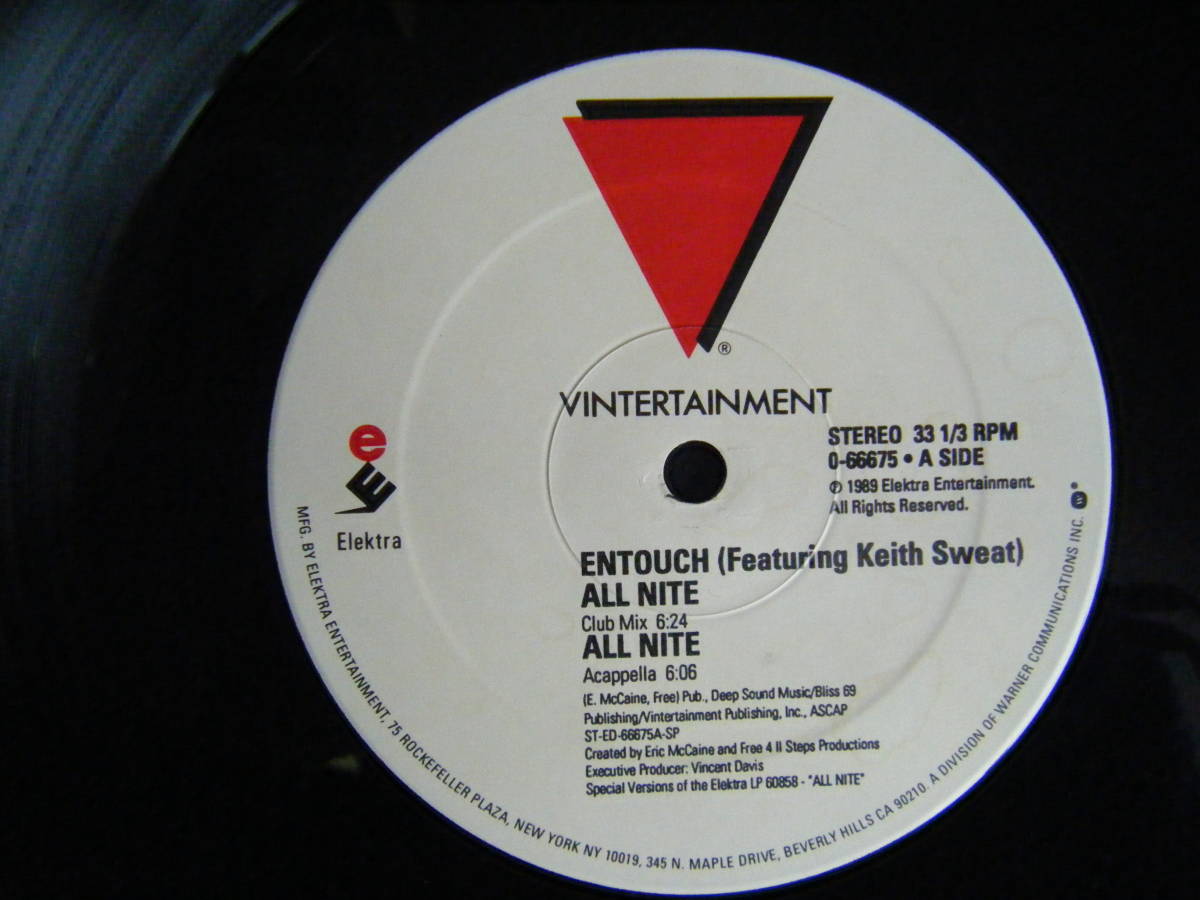 ®
VINTERTAINMENT
STEREO 33 1/3 RPM
0-66675 • A SIDE
℗ 1989 Elektra Entertainment.
All Rights Reserved.
e
E
Elektra
ENTOUCH (Featuring Keith Sweat)
ALL NITE
Club Mix 6:24
ALL NITE
Acappella 6:06
(E. McCaine, Free) Pub., Deep Sound Music/Bliss 69
Publishing/Vintertainment Publishing, Inc., ASCAP
ST-ED-66675A-SP
Created by Eric McCaine and Free 4 II Steps Productions
Executive Producer: Vincent Davis
Special Versions of the Elektra LP 60858 - "ALL NITE"
MFG. BY ELEKTRA ENTERTAINMENT, 75 ROCKEFELLER PLAZA, NEW YORK NY 10019, 345 N. MAPLE DRIVE, BEVERLY HILLS CA 90210. A DIVISION OF WARNER COMMUNICATIONS INC.